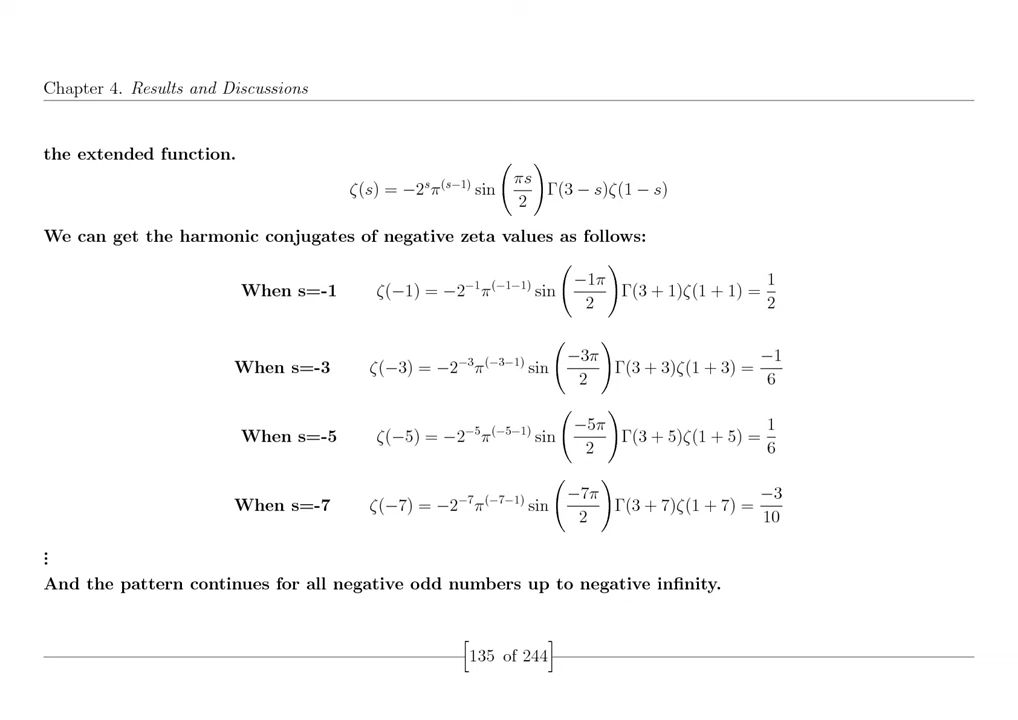 Chapter 4. Results and Discussions
the extended function.
ζ(s) = −2^s π^(s−1) sin(πs/2)Γ(3 − s)ζ(1 − s)
We can get the harmonic conjugates of negative zeta values as follows:
When s=-1 ζ(−1) = −2^−1 π^(−1−1) sin(−1π/2)Γ(3 + 1)ζ(1 + 1) = 1/2
When s=-3 ζ(−3) = −2^−3 π^(−3−1) sin(−3π/2)Γ(3 + 3)ζ(1 + 3) = −1/6
When s=-5 ζ(−5) = −2^−5 π^(−5−1) sin(−5π/2)Γ(3 + 5)ζ(1 + 5) = 1/6
When s=-7 ζ(−7) = −2^−7 π^(−7−1) sin(−7π/2)Γ(3 + 7)ζ(1 + 7) = −3/10
⋮
And the pattern continues for all negative odd numbers up to negative infinity.
[135 of 244]